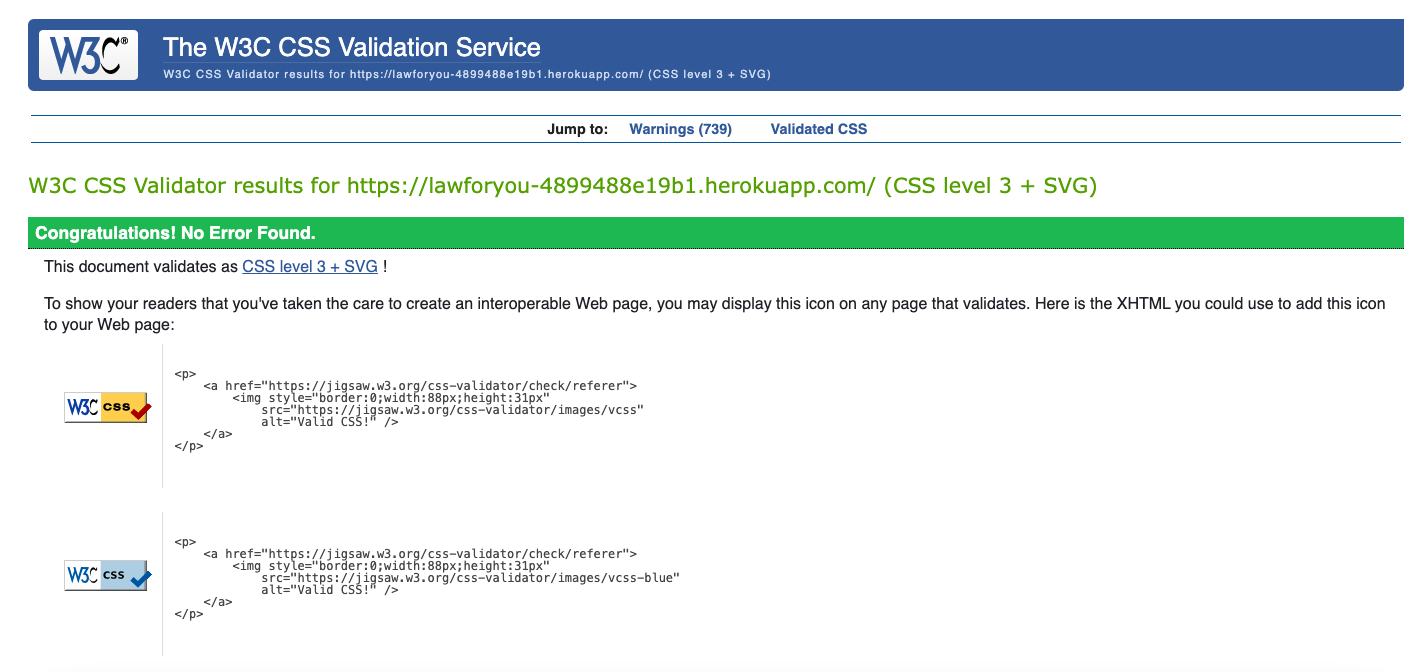 W3C®
The W3C CSS Validation Service
W3C CSS Validator results for https://lawforyou-4899488e19b1.herokuapp.com/ (CSS level 3 + SVG)
Jump to: Warnings (739) Validated CSS
W3C CSS Validator results for https://lawforyou-4899488e19b1.herokuapp.com/ (CSS level 3 + SVG)
Congratulations! No Error Found.
This document validates as CSS level 3 + SVG !
To show your readers that you've taken the care to create an interoperable Web page, you may display this icon on any page that validates. Here is the XHTML you could use to add this icon
to your Web page:
W3C css
<p>
    <a href="https://jigsaw.w3.org/css-validator/check/referer">
        <img style="border:0;width:88px;height:31px"
            src="https://jigsaw.w3.org/css-validator/images/vcss"
            alt="Valid CSS!" />
    </a>
</p>
W3C css
<p>
    <a href="https://jigsaw.w3.org/css-validator/check/referer">
        <img style="border:0;width:88px;height:31px"
            src="https://jigsaw.w3.org/css-validator/images/vcss-blue"
            alt="Valid CSS!" />
    </a>
</p>